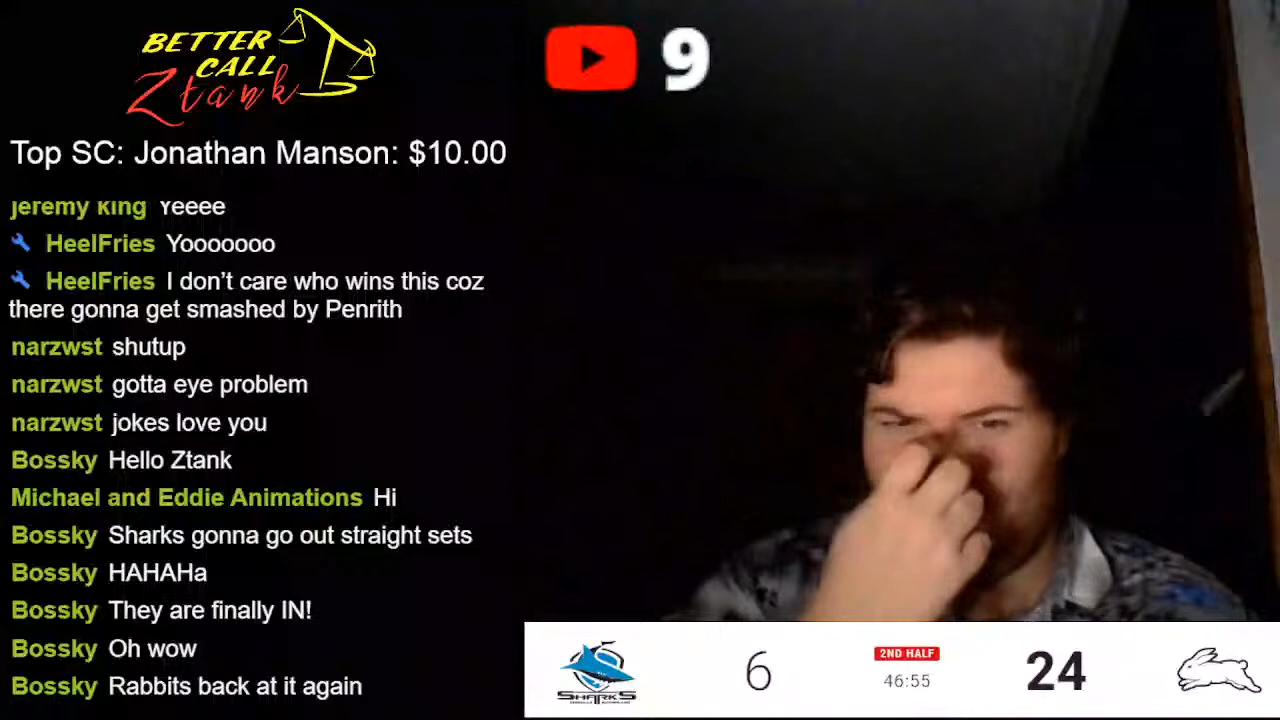 BETTER
CALL
Ztank
9
Top SC: Jonathan Manson: $10.00
jeremy king Yeeee
HeelFries Yooooooo
HeelFries I don't care who wins this coz
there gonna get smashed by Penrith
narzwst shutup
narzwst gotta eye problem
narzwst jokes love you
Bossky Hello Ztank
Michael and Eddie Animations Hi
Bossky Sharks gonna go out straight sets
Bossky HAHAHa
Bossky They are finally IN!
Bossky Oh wow
Bossky Rabbits back at it again
SHARKS
6
2ND HALF
46:55
24